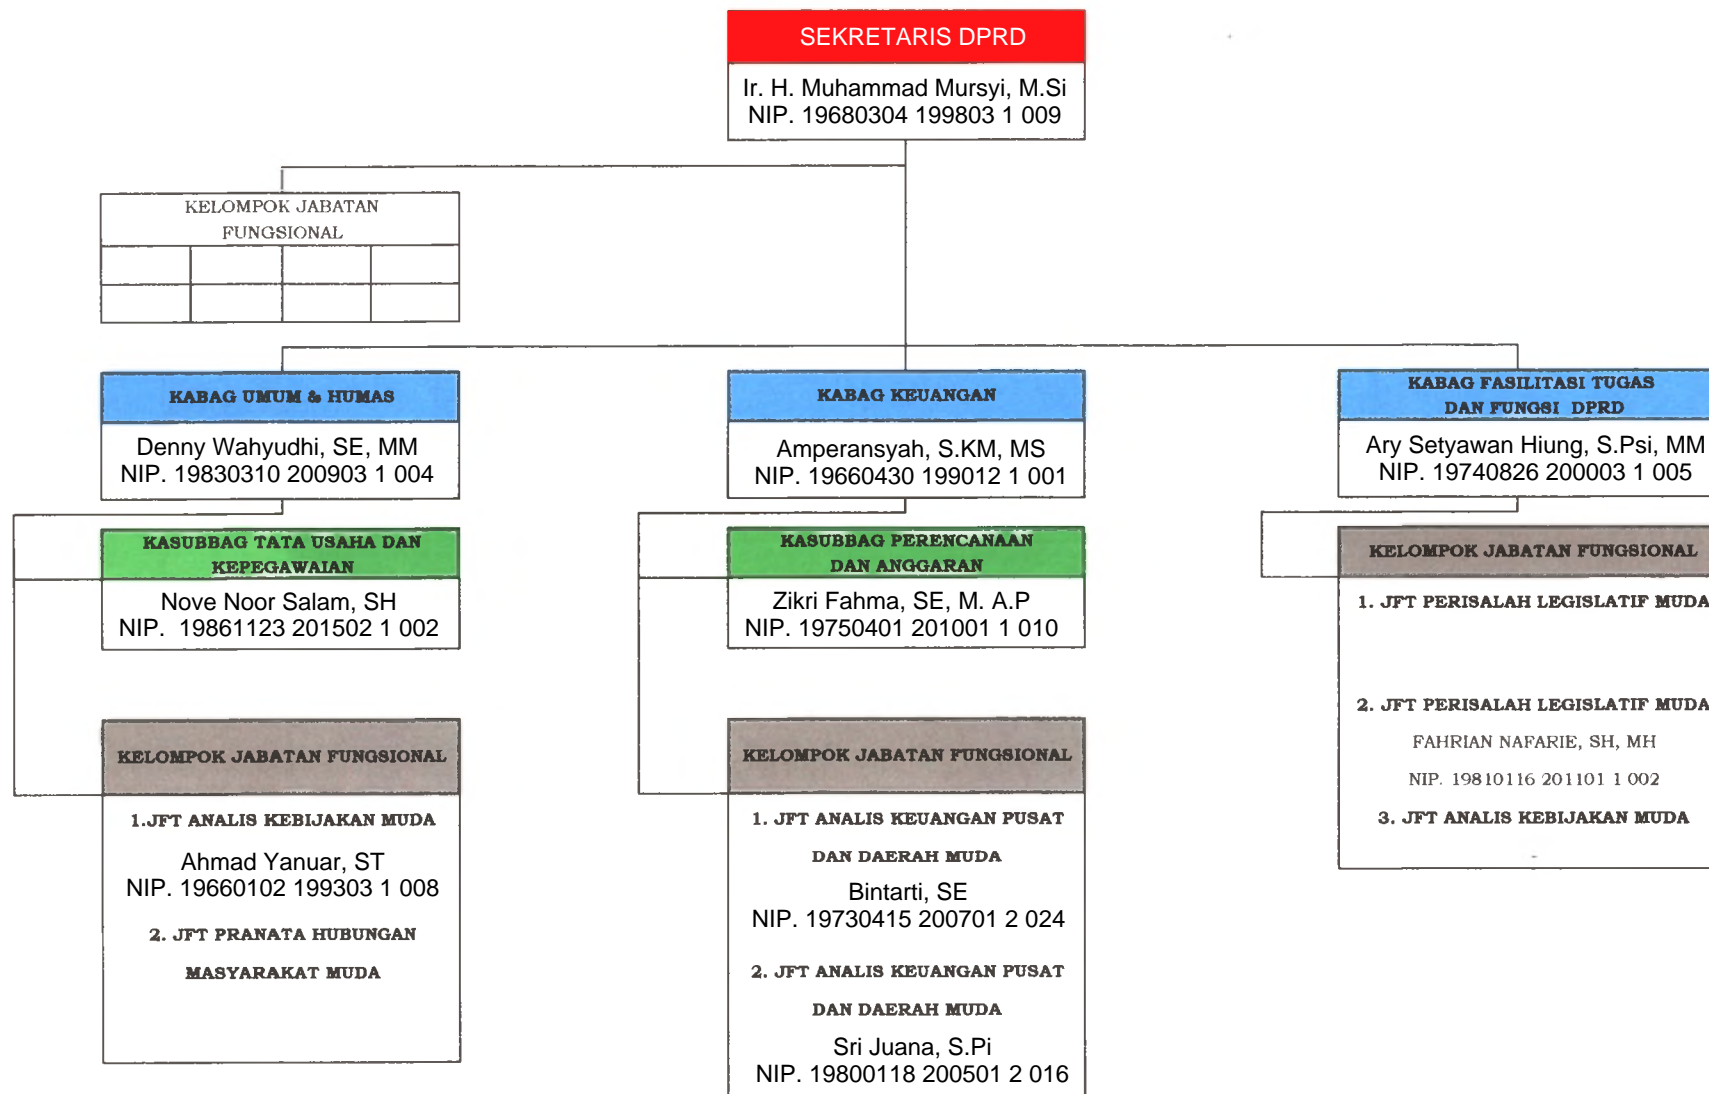 SEKRETARIS DPRD
Ir. H. Muhammad Mursyi, M.Si
NIP. 19680304 199803 1 009
KELOMPOK JABATAN
FUNGSIONAL
KABAG UMUM & HUMAS
Denny Wahyudhi, SE, MM
NIP. 19830310 200903 1 004
KASUBBAG TATA USAHA DAN
KEPEGAWAIAN
Nove Noor Salam, SH
NIP.  19861123 201502 1 002
KELOMPOK JABATAN FUNGSIONAL
1.JFT ANALIS KEBIJAKAN MUDA
Ahmad Yanuar, ST
NIP. 19660102 199303 1 008
2. JFT PRANATA HUBUNGAN
MASYARAKAT MUDA
KABAG KEUANGAN
Amperansyah, S.KM, MS
NIP. 19660430 199012 1 001
KASUBBAG PERENCANAAN
DAN ANGGARAN
Zikri Fahma, SE, M. A.P
NIP. 19750401 201001 1 010
KELOMPOK JABATAN FUNGSIONAL
1. JFT ANALIS KEUANGAN PUSAT
DAN DAERAH MUDA
Bintarti, SE
NIP. 19730415 200701 2 024
2. JFT ANALIS KEUANGAN PUSAT
DAN DAERAH MUDA
Sri Juana, S.Pi
NIP. 19800118 200501 2 016
KABAG FASILITASI TUGAS
DAN FUNGSI DPRD
Ary Setyawan Hiung, S.Psi, MM
NIP. 19740826 200003 1 005
KELOMPOK JABATAN FUNGSIONAL
1. JFT PERISALAH LEGISLATIF MUDA
2. JFT PERISALAH LEGISLATIF MUDA
FAHRIAN NAFARIE, SH, MH
NIP. 19810116 201101 1 002
3. JFT ANALIS KEBIJAKAN MUDA
-